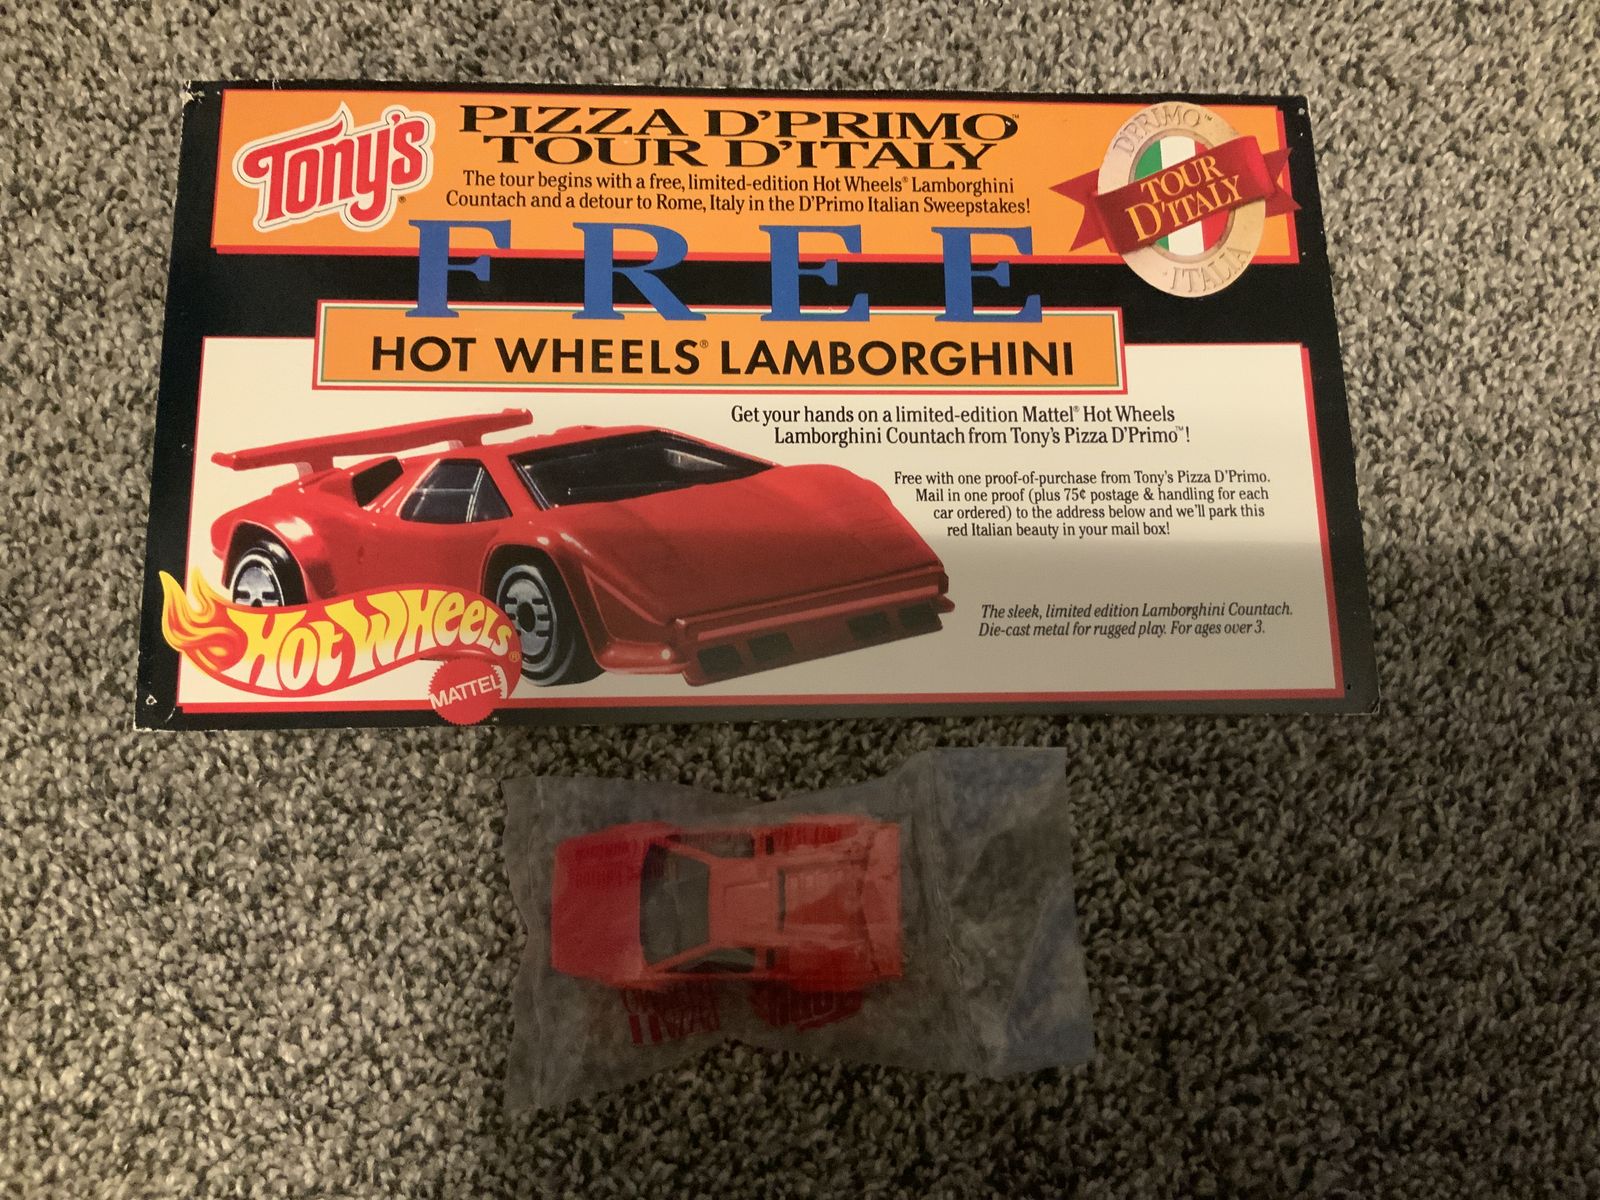 Tony's®
PIZZA D'PRIMO™
TOUR D'ITALY
The tour begins with a free, limited-edition Hot Wheels® Lamborghini
Countach and a detour to Rome, Italy in the D'Primo Italian Sweepstakes!
D'PRIMO™
TOUR
D'ITALY
ITALIA
FREE
HOT WHEELS® LAMBORGHINI
Get your hands on a limited-edition Mattel® Hot Wheels
Lamborghini Countach from Tony's Pizza D'Primo™!
Free with one proof-of-purchase from Tony's Pizza D'Primo.
Mail in one proof (plus 75¢ postage & handling for each
car ordered) to the address below and we'll park this
red Italian beauty in your mail box!
The sleek, limited edition Lamborghini Countach.
Die-cast metal for rugged play. For ages over 3.
HOT WHEELS®
MATTEL®